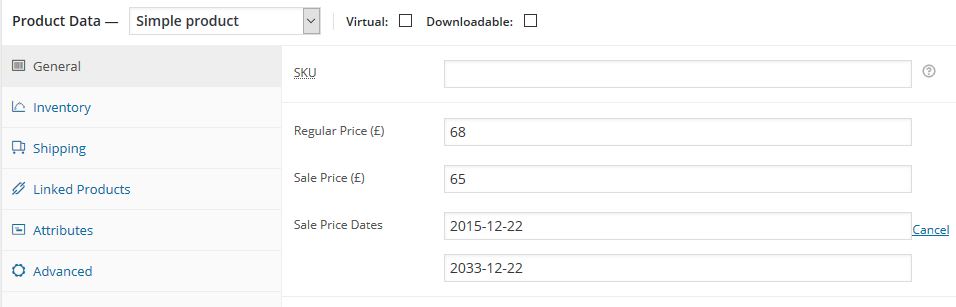 Product Data — Simple product Virtual: Downloadable:
General
Inventory
Shipping
Linked Products
Attributes
Advanced
SKU ?
Regular Price (£) 68
Sale Price (£) 65
Sale Price Dates 2015-12-22 Cancel
2033-12-22